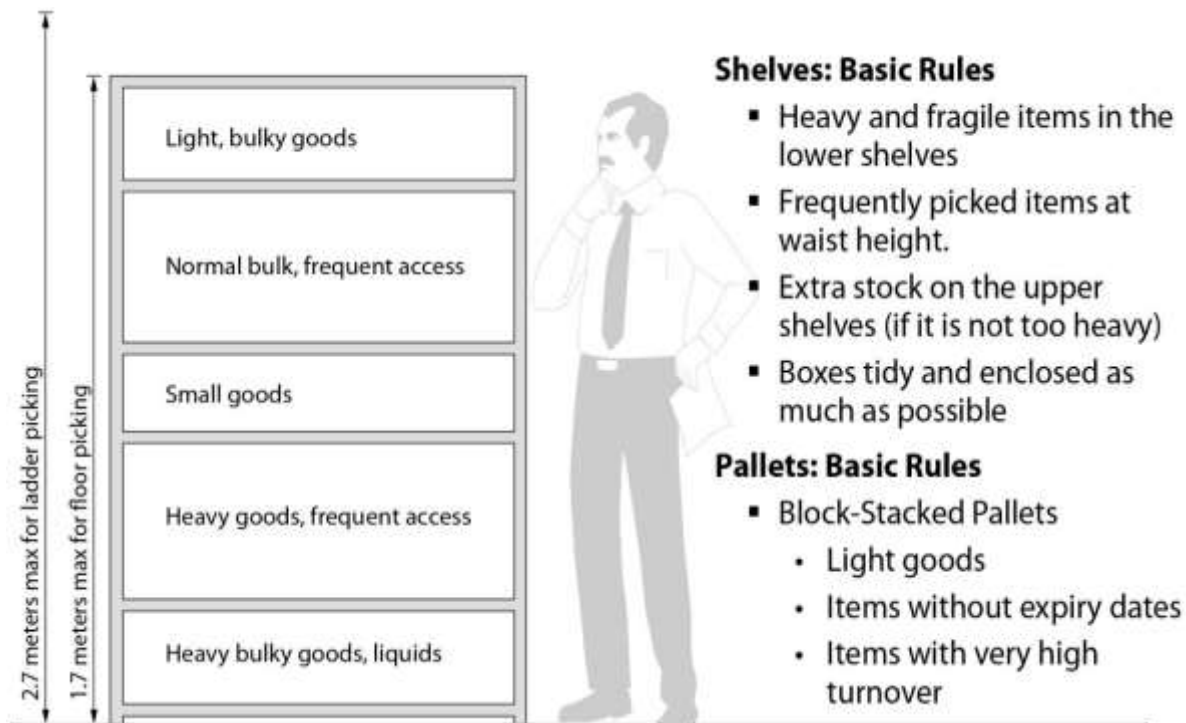 2.7 meters max for ladder picking
1.7 meters max for floor picking
Light, bulky goods
Normal bulk, frequent access
Small goods
Heavy goods, frequent access
Heavy bulky goods, liquids
Shelves: Basic Rules
▪ Heavy and fragile items in the
lower shelves
▪ Frequently picked items at
waist height.
▪ Extra stock on the upper
shelves (if it is not too heavy)
▪ Boxes tidy and enclosed as
much as possible
Pallets: Basic Rules
▪ Block-Stacked Pallets
• Light goods
• Items without expiry dates
• Items with very high
turnover